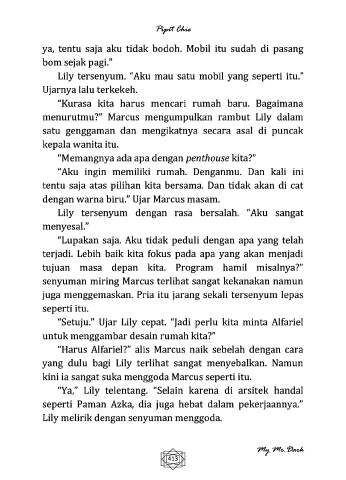 Pipit Chie
ya, tentu saja aku tidak bodoh. Mobil itu sudah di pasang
bom sejak pagi.”
Lily tersenyum. “Aku mau satu mobil yang seperti itu.”
Ujarnya lalu terkekeh.
“Kurasa kita harus mencari rumah baru. Bagaimana
menurutmu?” Marcus mengumpulkan rambut Lily dalam
satu genggaman dan mengikatnya secara asal di puncak
kepala wanita itu.
“Memangnya ada apa dengan penthouse kita?”
“Aku ingin memiliki rumah. Denganmu. Dan kali ini
tentu saja atas pilihan kita bersama. Dan tidak akan di cat
dengan warna biru.” Ujar Marcus masam.
Lily tersenyum dengan rasa bersalah. “Aku sangat
menyesal.”
“Lupakan saja. Aku tidak peduli dengan apa yang telah
terjadi. Lebih baik kita fokus pada apa yang akan menjadi
tujuan masa depan kita. Program hamil misalnya?”
senyuman miring Marcus terlihat sangat kekanakan namun
juga menggemaskan. Pria itu jarang sekali tersenyum lepas
seperti itu.
“Setuju.” Ujar Lily cepat. “Jadi perlu kita minta Alfariel
untuk menggambar desain rumah kita?”
“Harus Alfariel?” alis Marcus naik sebelah dengan cara
yang dulu bagi Lily terlihat sangat menyebalkan. Namun
kini ia sangat suka menggoda Marcus seperti itu.
“Ya,” Lily telentang. “Selain karena di arsitek handal
seperti Paman Azka, dia juga hebat dalam pekerjaannya.”
Lily melirik dengan senyuman menggoda.
413
My Mr. Dark